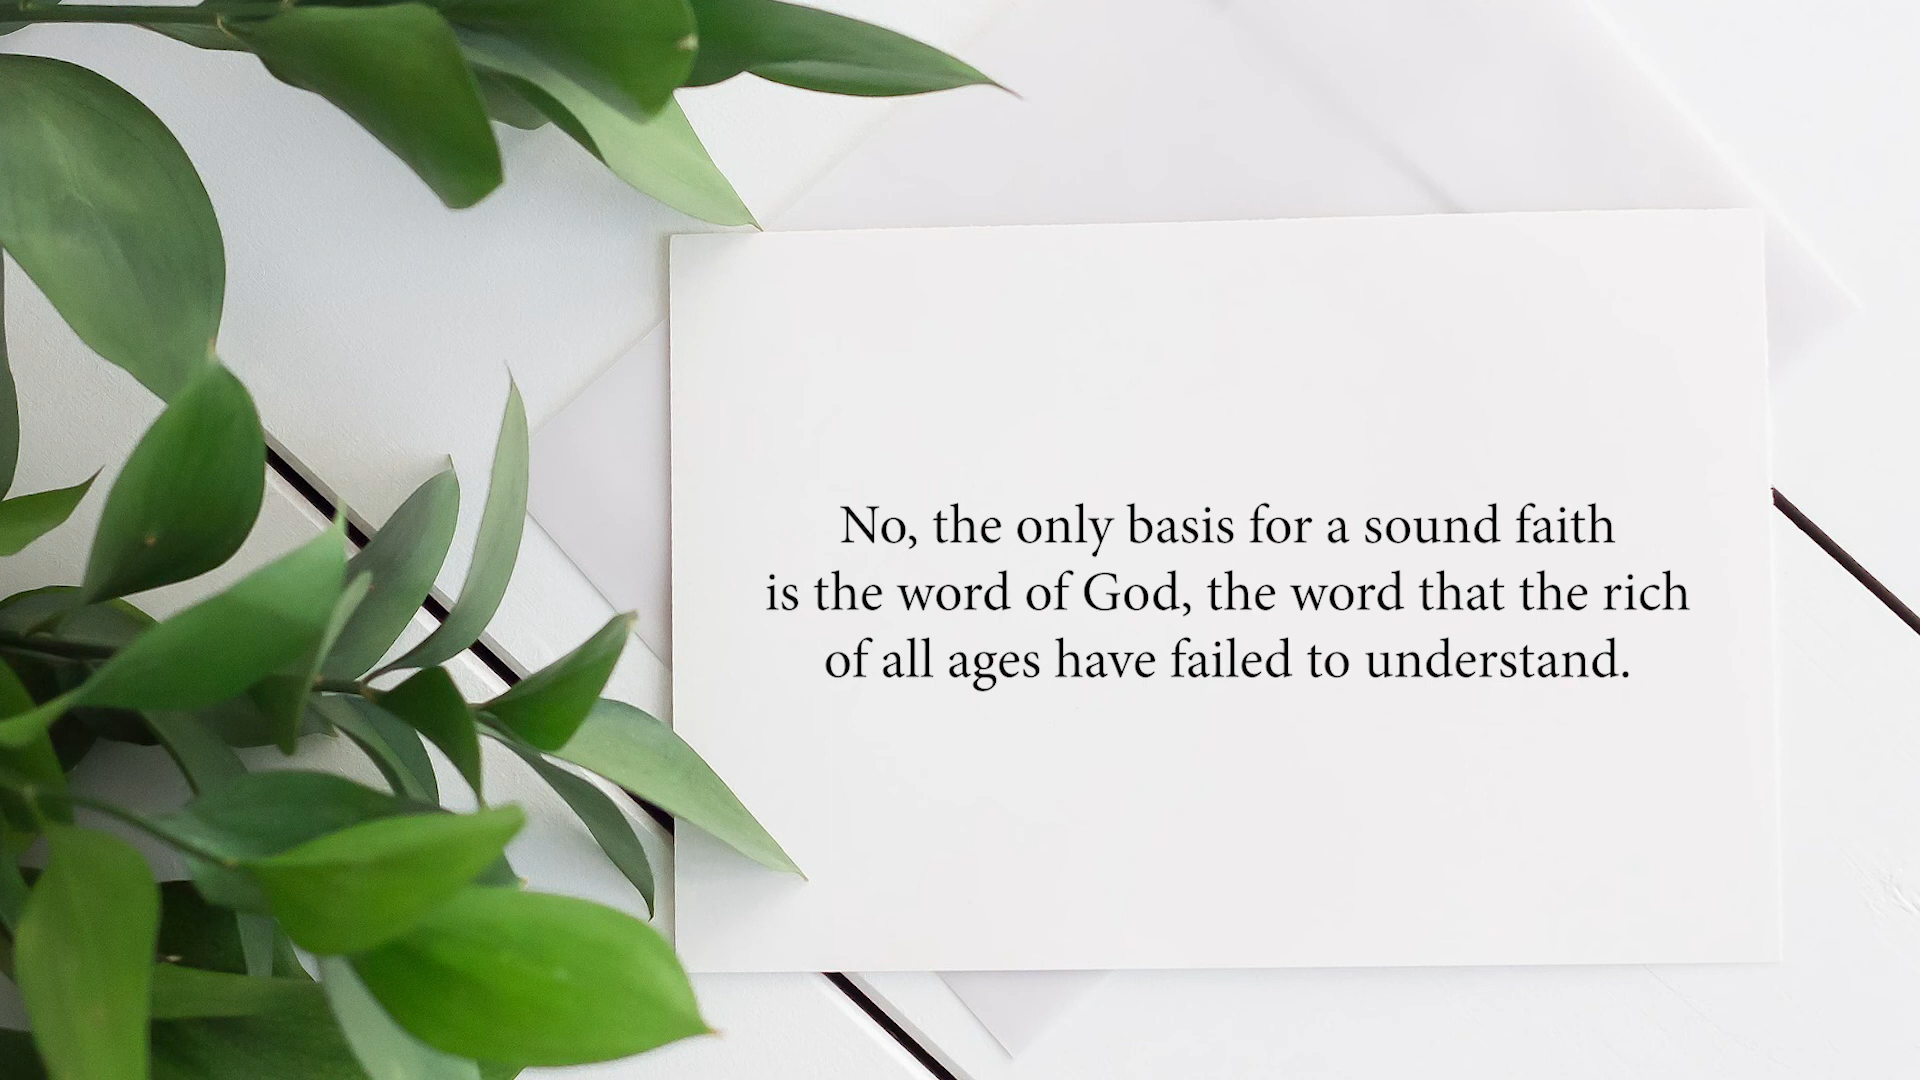 No, the only basis for a sound faith
is the word of God, the word that the rich
of all ages have failed to understand.